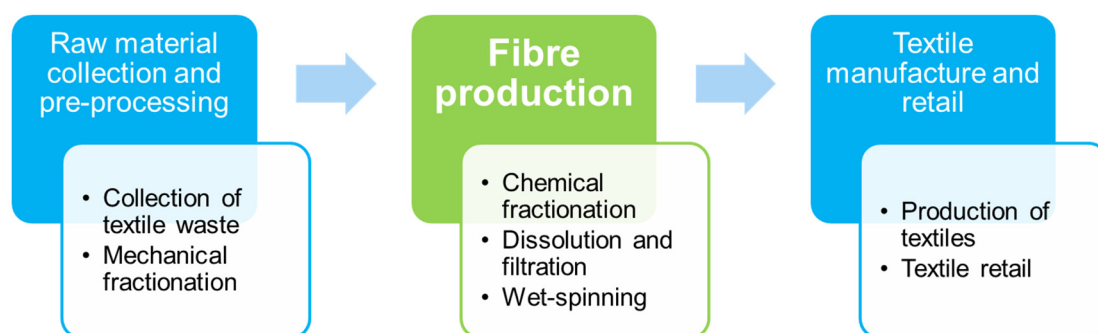 Raw material
collection and
pre-processing
• Collection of
textile waste
• Mechanical
fractionation
Fibre
production
• Chemical
fractionation
• Dissolution and
filtration
• Wet-spinning
Textile
manufacture and
retail
• Production of
textiles
• Textile retail